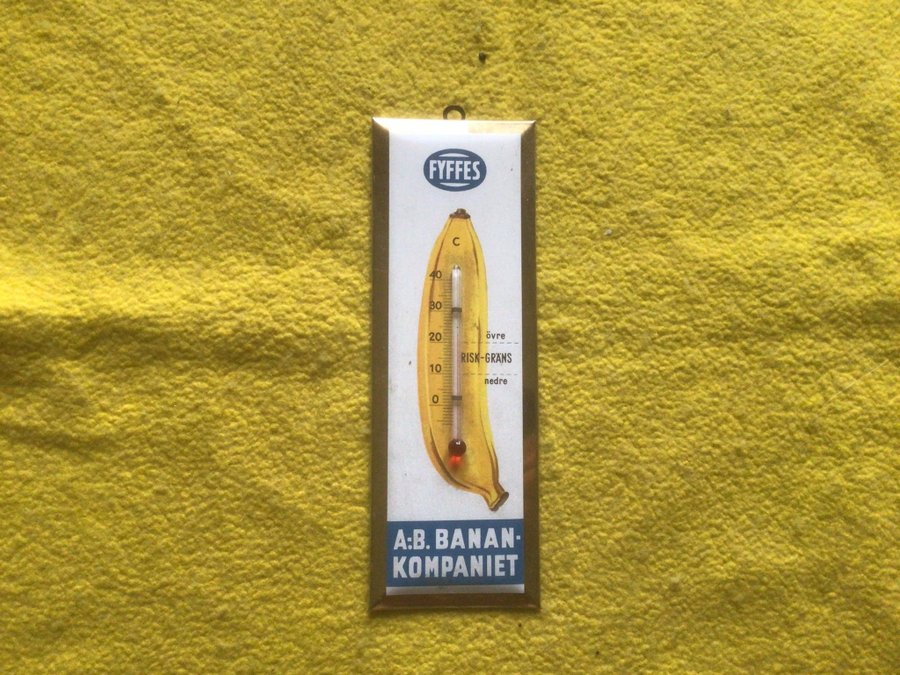 FYFFES
C
40
30
övre
20
RISK-GRÄNS
10
nedre
0
A.-B. BANAN-
KOMPANIET